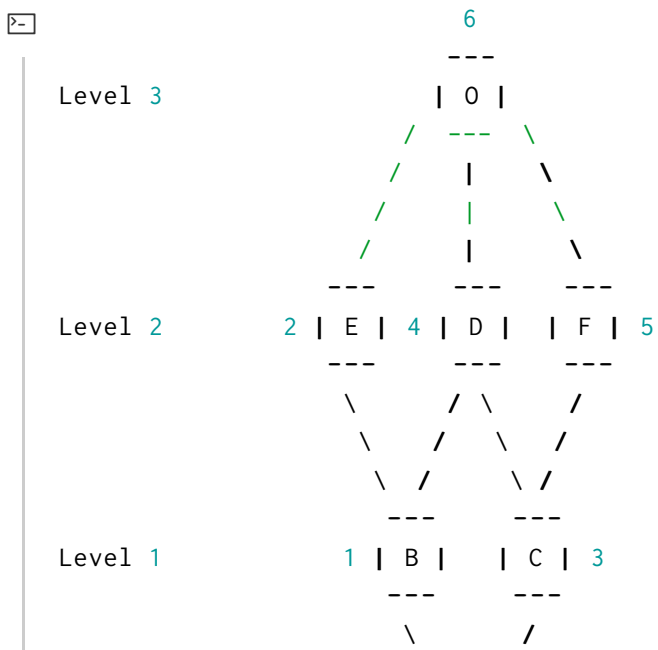 6
---
Level 3 | O |
/ --- \
/ | \
/ | \
/ | \
--- --- ---
Level 2 2 | E | 4 | D | | F | 5
--- --- ---
\ / \ /
\ / \ /
\ / \ /
--- ---
Level 1 1 | B | | C | 3
--- ---
\ /